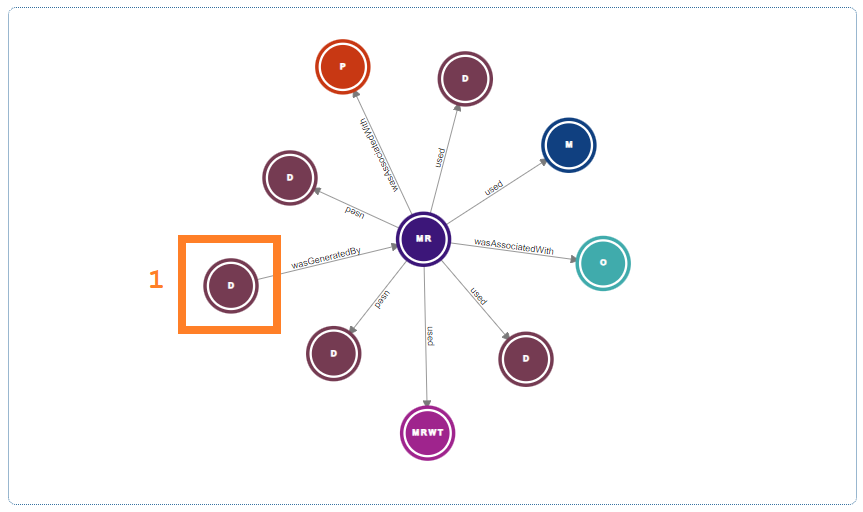 P
D
M
wasAssociatedWith
used
used
D
used
MR
wasAssociatedWith
O
wasGeneratedBy
1
D
used
used
used
D
D
MRWT